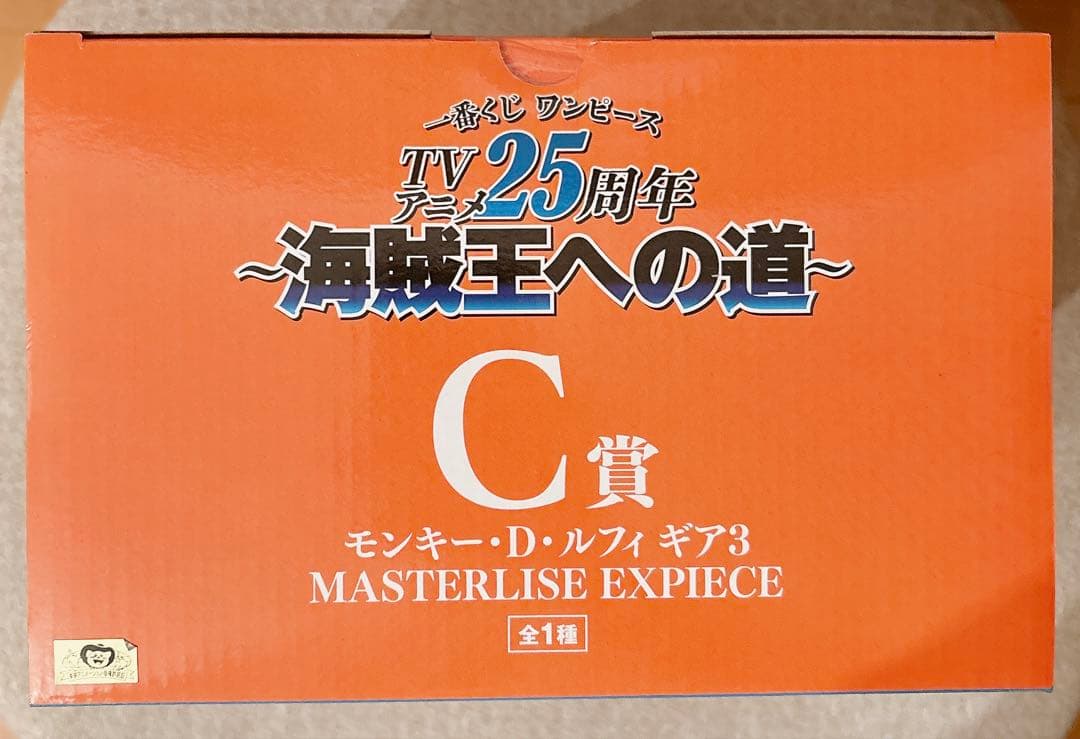 一番くじ ワンピース
TVアニメ25周年
～海賊王への道～
C賞
モンキー・D・ルフィ ギア3
MASTERLISE EXPIECE
全1種